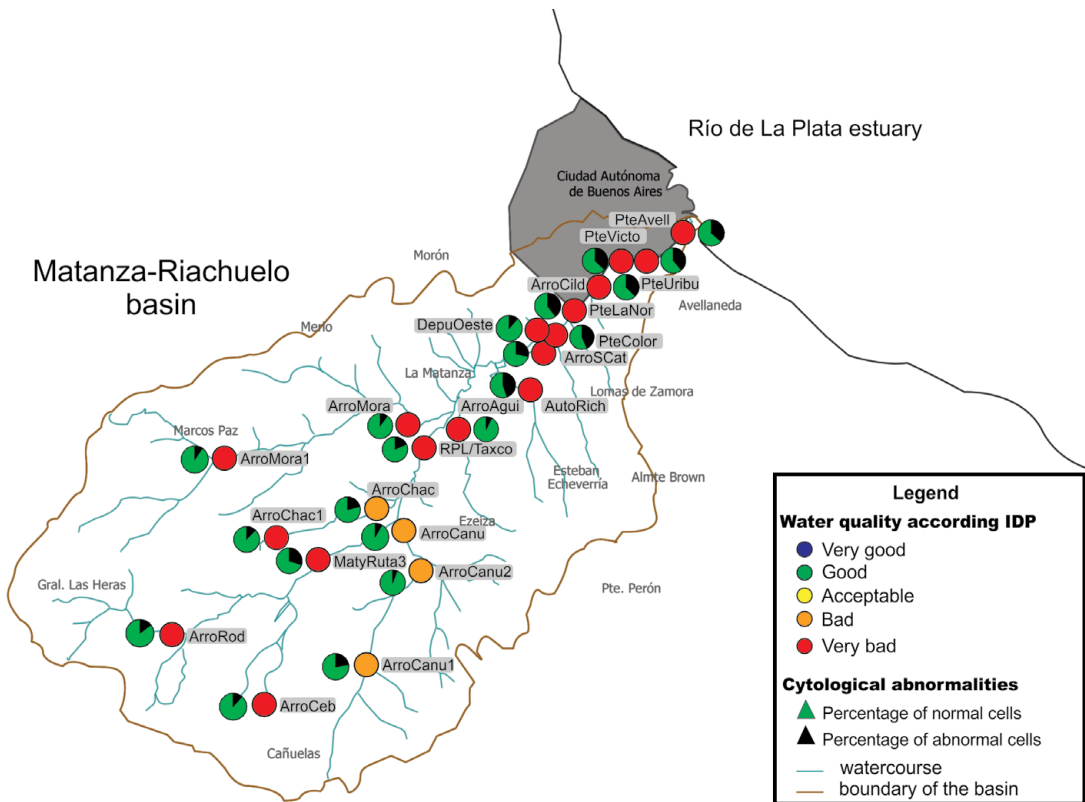 Río de La Plata estuary
Ciudad Autónoma
de Buenos Aires
PteAvell
PteVicto
Matanza-Riachuelo
basin
Morón
ArroCild
PteUribu
Avellaneda
PteLaNor
Merlo
DepuOeste
PteColor
ArroSCat
La Matanza
Lomas de Zamora
ArroMora
ArroAgui
AutoRich
Marcos Paz
RPL/Taxco
ArroMora1
Esteban
Echeverria
Almte Brown
ArroChac
ArroChac1
Ezeiza
ArroCanu
MatyRuta3
ArroCanu2
Gral. Las Heras
Pte. Perón
ArroRod
ArroCanu1
ArroCeb
Cañuelas
Legend
Water quality according IDP
Very good
Good
Acceptable
Bad
Very bad
Cytological abnormalities
Percentage of normal cells
Percentage of abnormal cells
watercourse
boundary of the basin